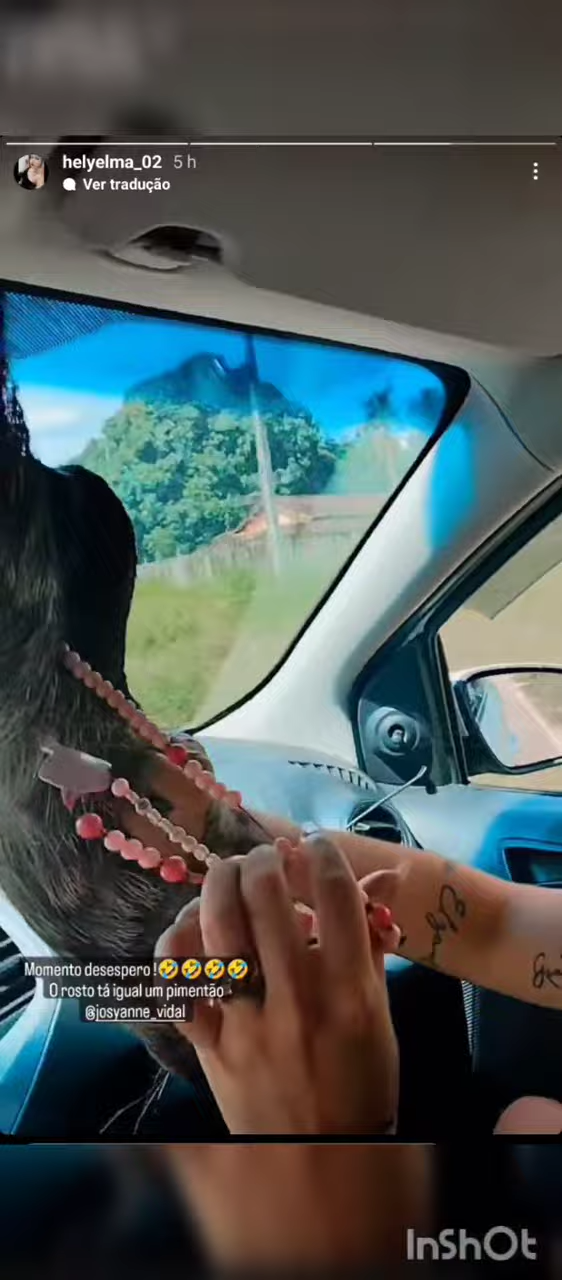 helyelma_02 5 h
Ver tradução
Momento desespero !🤣🤣🤣🤣
O rosto tá igual um pimentão
@josyanne_vidal
InShOt